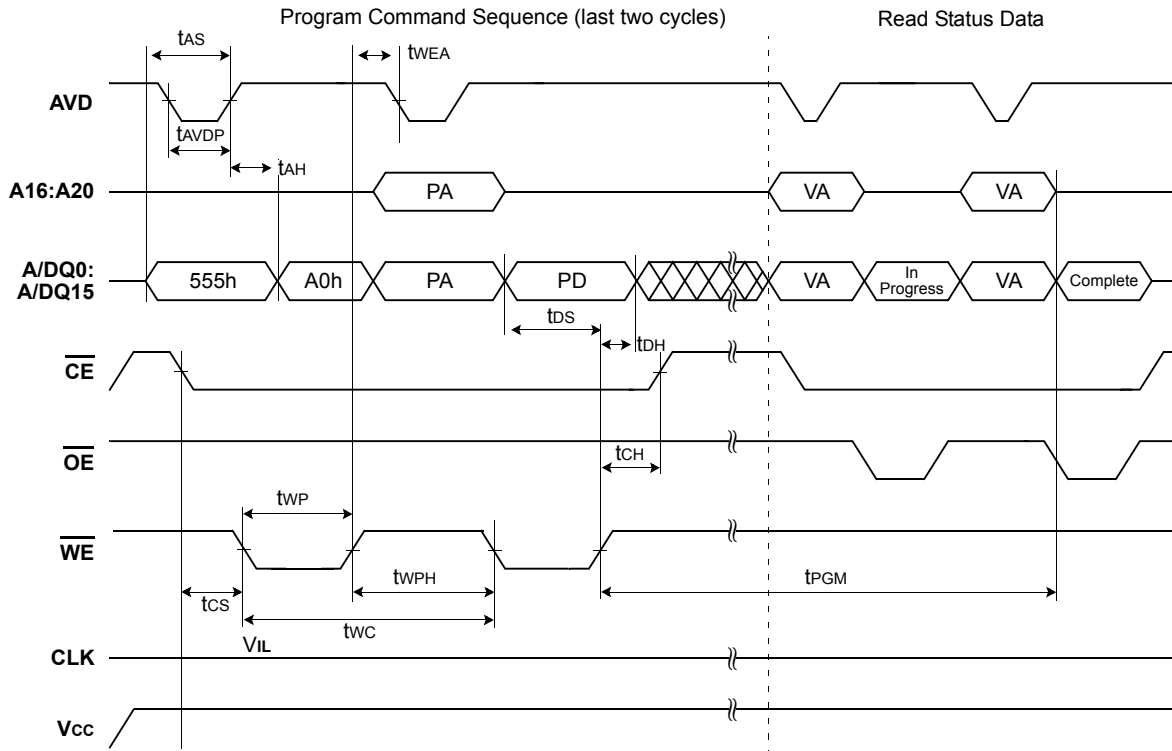 Program Command Sequence (last two cycles)
Read Status Data
tAS
tWEA
AVD
tAVDP
tAH
A16:A20
PA
VA
VA
A/DQ0:
A/DQ15
555h
A0h
PA
PD
VA
In
Progress
VA
Complete
tDS
tDH
CE
OE
tCH
tWP
WE
tWPH
tPGM
tCS
tWC
VIL
CLK
Vcc